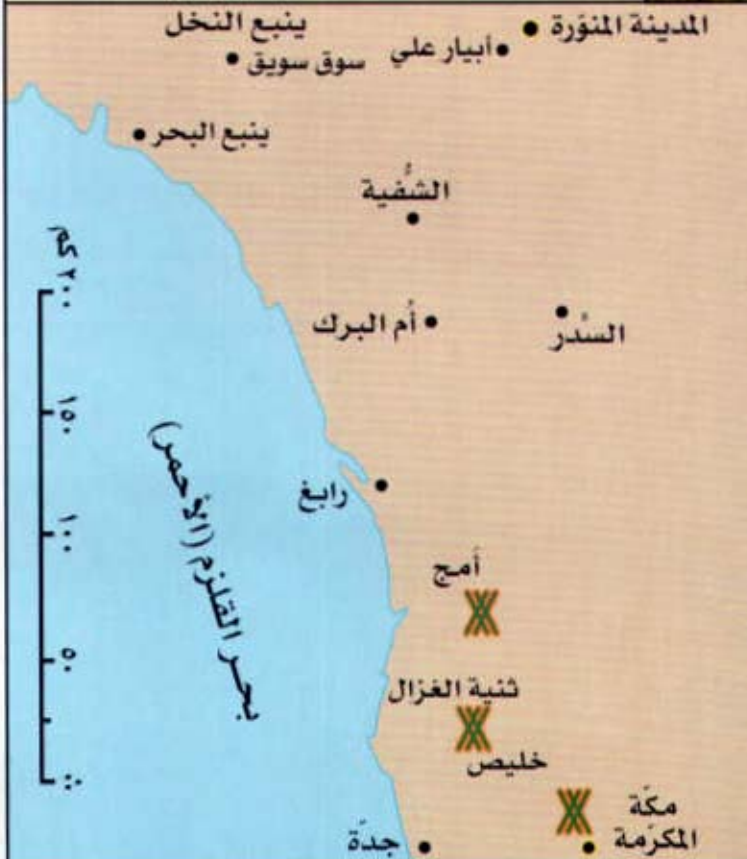 المدينة المنوّرة
أبيار علي
ينبع النخل
سوق سويق
ينبع البحر
الشُّفية
السِّدر
أم البرك
رابغ
أمج
ثنية الغزال
خليص
مكّة
المكرّمة
جدّة
بحر القلزم (الأحمر)
٢٠٠ كم
١٥٠
١٠٠
٥٠